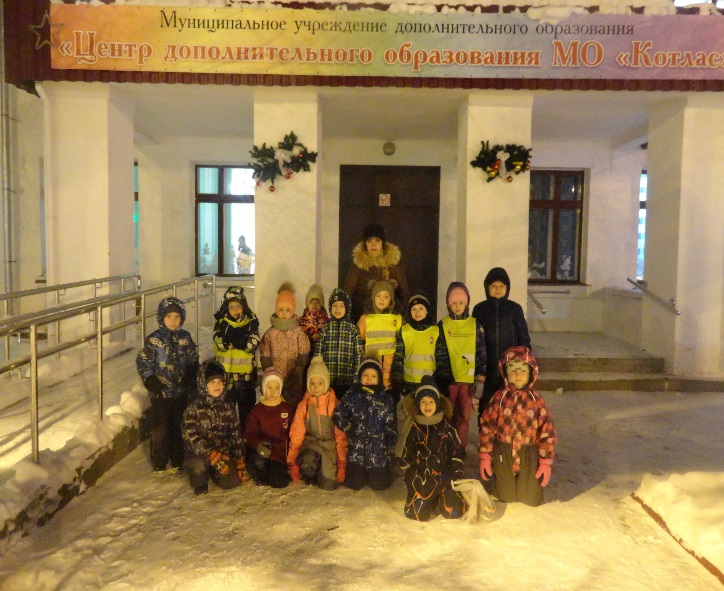 Муниципальное учреждение дополнительного образования
«Центр дополнительного образования МО «Котлас»